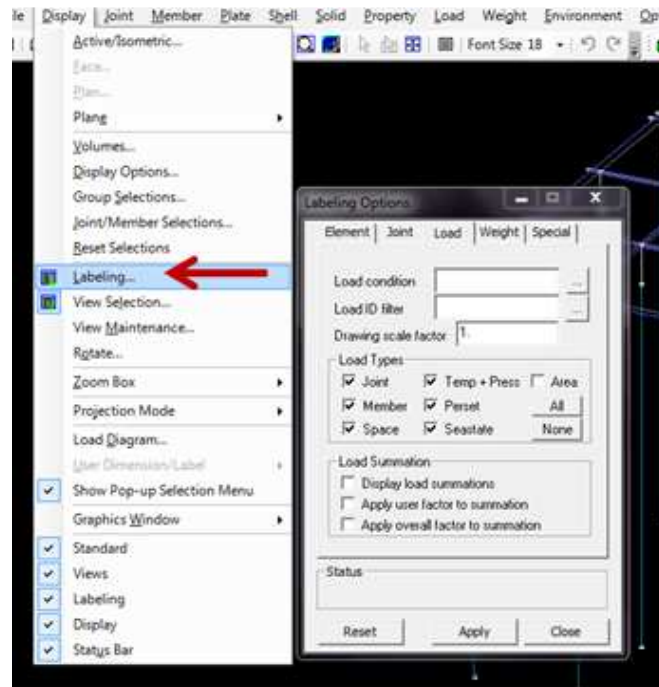 le Display Joint Member Plate Shell Solid Property Load Weight Environment Op
Font Size 18
Active/Isometric...
Face...
Plan...
Plane
Volumes...
Display Options...
Group Selections...
Joint/Member Selections...
Reset Selections
Labeling...
View Selection...
View Maintenance...
Rotate...
Zoom Box
Projection Mode
Load Diagram...
User Dimension/Label
Show Pop-up Selection Menu
Graphics Window
Standard
Views
Labeling
Display
Status Bar
Labeling Options
Element Joint Load Weight Special
Load condition ...
Load ID filter ...
Drawing scale factor 1.
Load Types
Joint Temp + Press Area
Member Perset All
Space Seastate None
Load Summation
Display load summations
Apply user factor to summation
Apply overall factor to summation
Status
Reset Apply Close